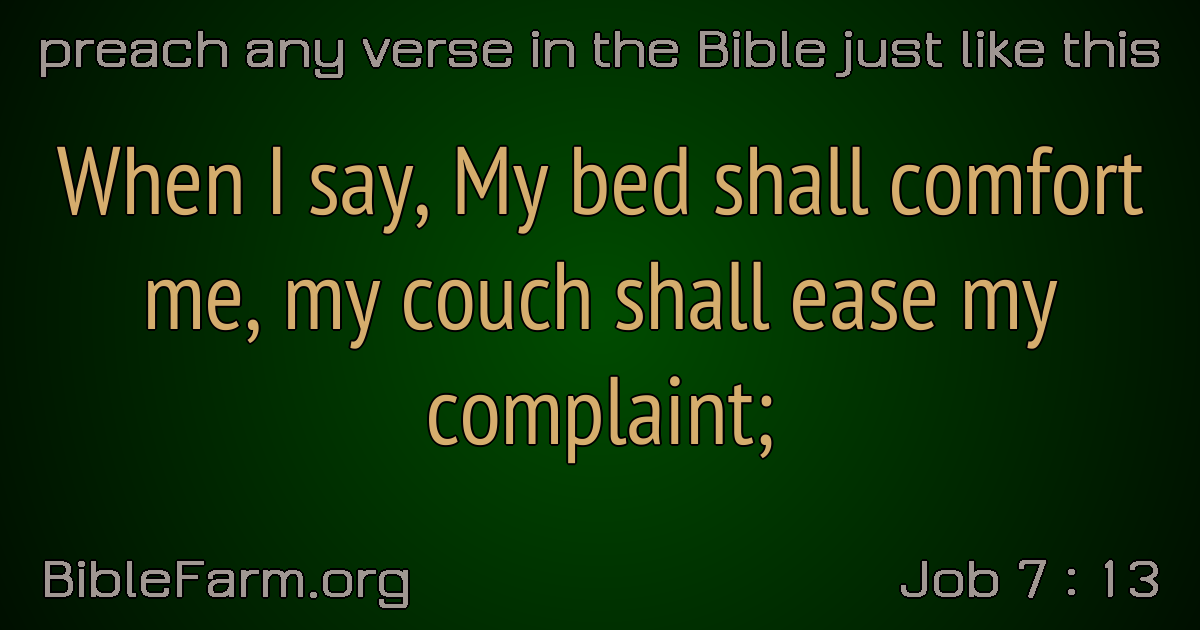 preach any verse in the Bible just like this
When I say, My bed shall comfort
me, my couch shall ease my
complaint;
BibleFarm.org
Job 7 : 13